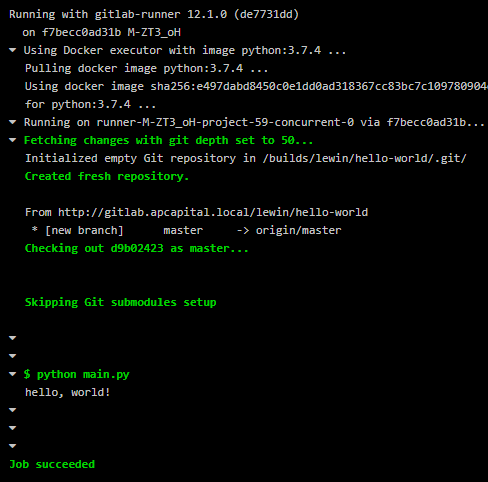 Running with gitlab-runner 12.1.0 (de7731dd)
on f7becc0ad31b M-ZT3_oH
Using Docker executor with image python:3.7.4 ...
Pulling docker image python:3.7.4 ...
Using docker image sha256:e497dabd8450c0e1dd0ad318367cc83bc7c109780904
for python:3.7.4 ...
Running on runner-M-ZT3_oH-project-59-concurrent-0 via f7becc0ad31b...
Fetching changes with git depth set to 50...
Initialized empty Git repository in /builds/lewin/hello-world/.git/
Created fresh repository.
From http://gitlab.apcapital.local/lewin/hello-world
* [new branch] master -> origin/master
Checking out d9b02423 as master...
Skipping Git submodules setup
$ python main.py
hello, world!
Job succeeded